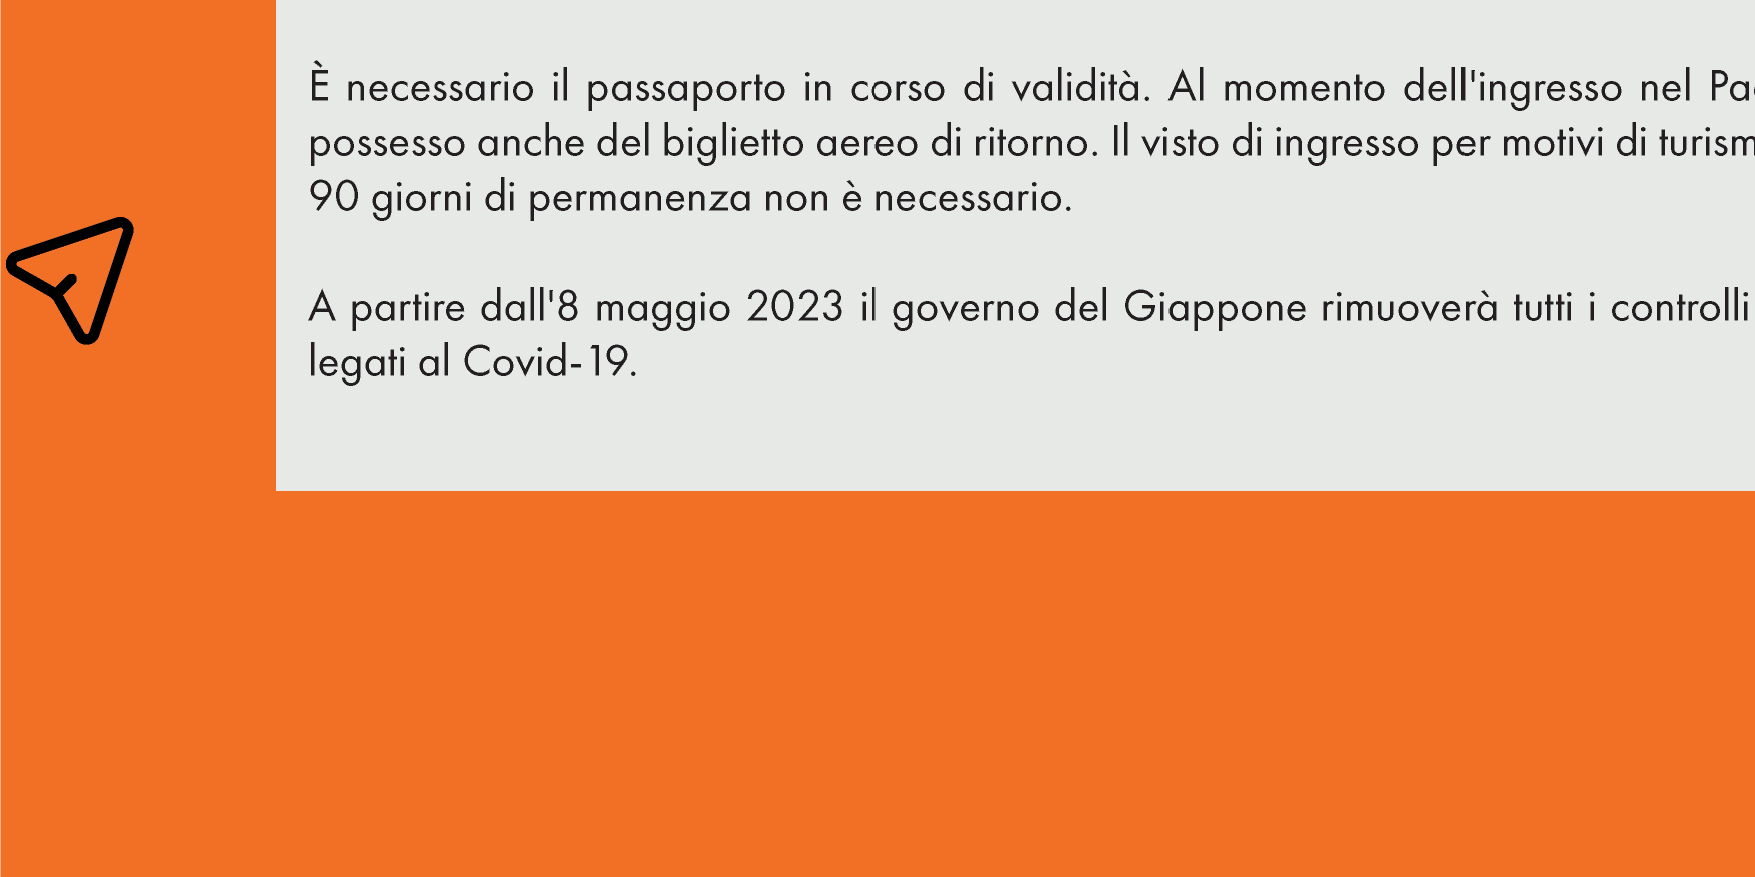 È necessario il passaporto in corso di validità. Al momento dell'ingresso nel
possesso anche del biglietto aereo di ritorno. Il visto di ingresso per motivi di
90 giorni di permanenza non è necessario.
A partire dall'8 maggio 2023 il governo del Giappone rimuoverà tutti i controlli
legati al Covid-19.